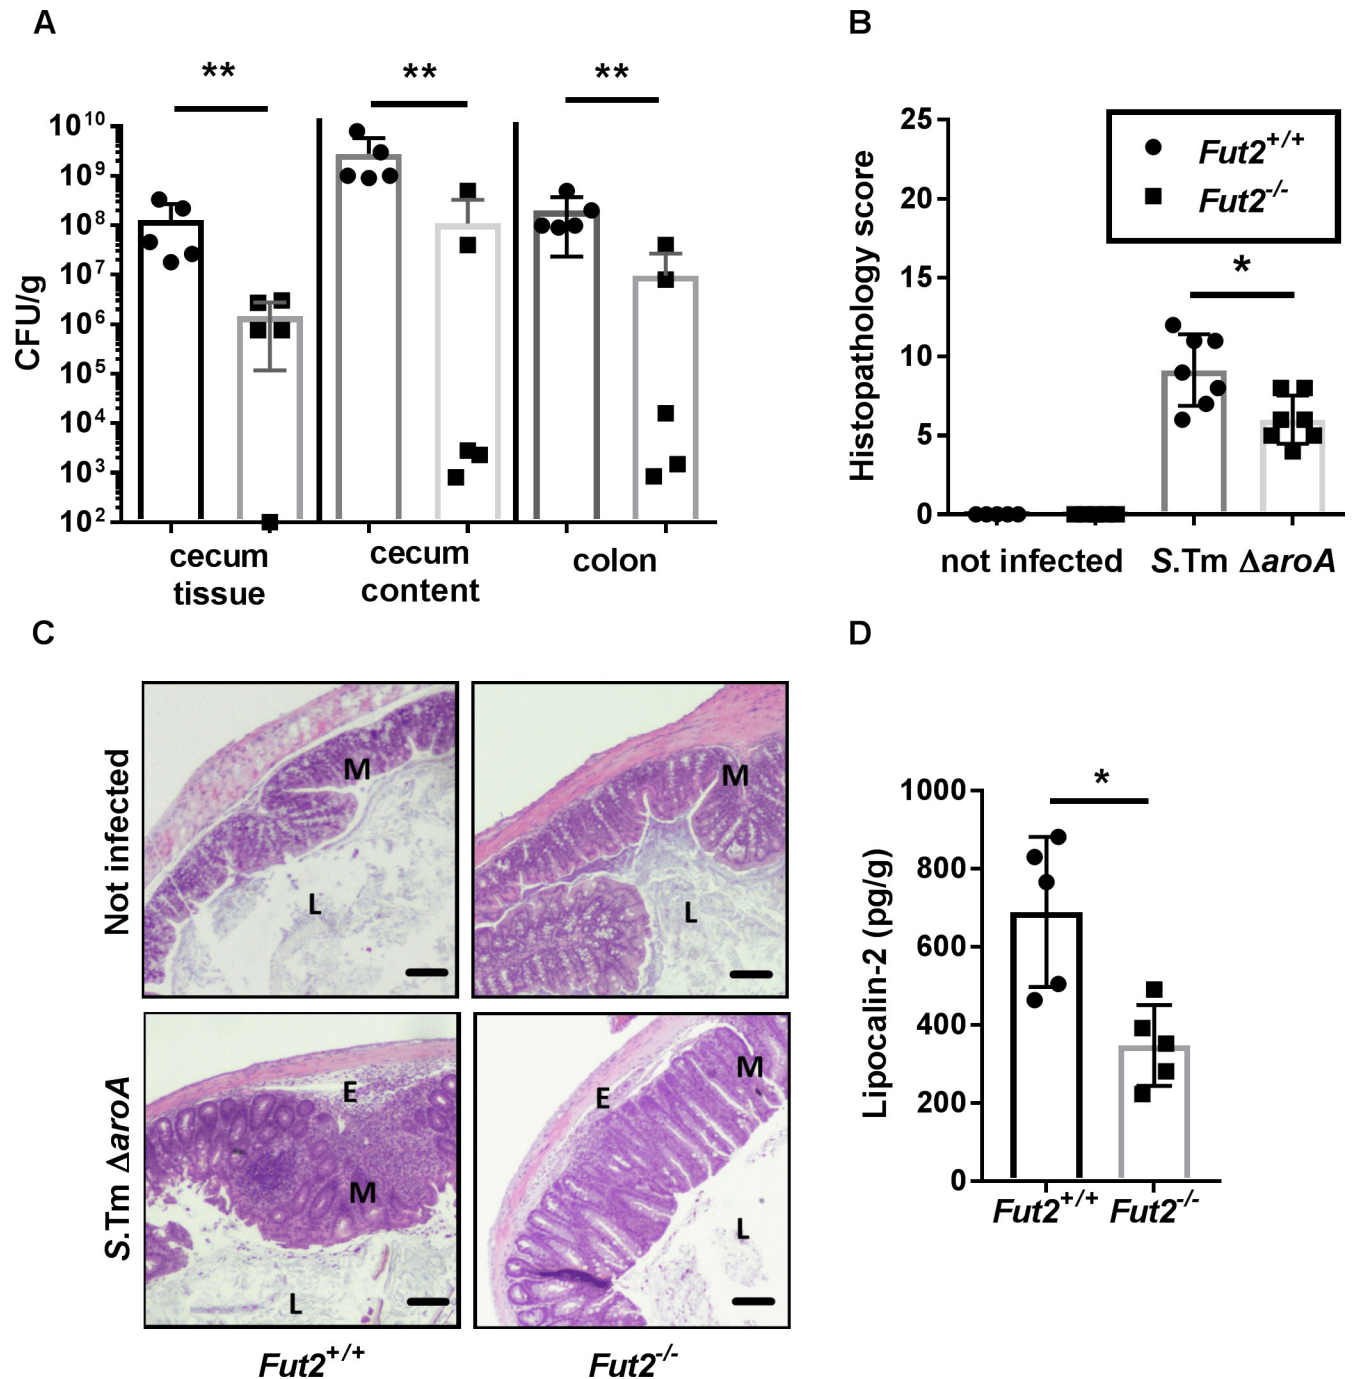 A
**
**
**
CFU/g
10^10
10^9
10^8
10^7
10^6
10^5
10^4
10^3
10^2
cecum
tissue
cecum
content
colon
B
Histopathology score
25
20
15
10
5
0
Fut2+/+
Fut2-/-
*
not infected
S.Tm ΔaroA
C
Not infected
M
L
M
L
S.Tm ΔaroA
E
M
L
E
M
L
Fut2+/+
Fut2-/-
D
Lipocalin-2 (pg/g)
1000
800
600
400
200
0
*
Fut2+/+
Fut2-/-